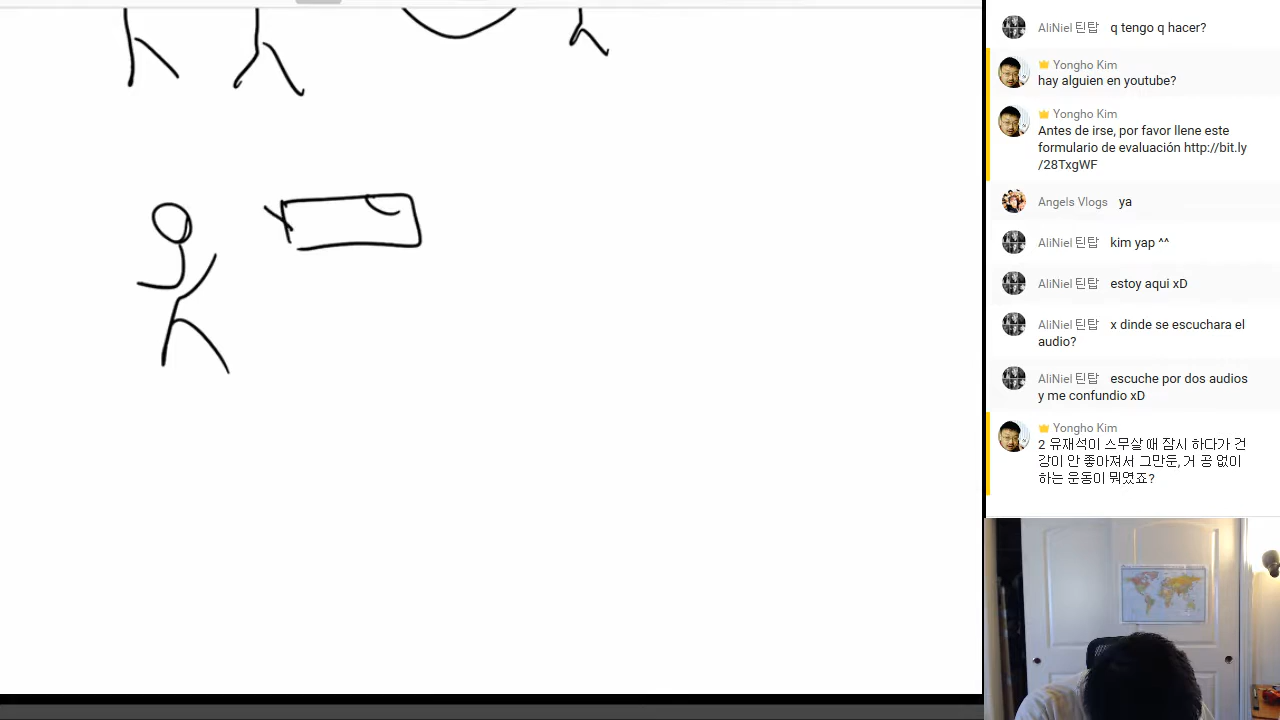 AliNiel 틴탑 q tengo q hacer?
Yongho Kim
hay alguien en youtube?
Yongho Kim
Antes de irse, por favor llene este
formulario de evaluación http://bit.ly
/28TxgWF
Angels Vlogs ya
AliNiel 틴탑 kim yap ^^
AliNiel 틴탑 estoy aqui xD
AliNiel 틴탑 x dinde se escuchara el
audio?
AliNiel 틴탑 escuche por dos audios
y me confundio xD
Yongho Kim
2 유재석이 스무살 때 잠시 하다가 건
강이 안 좋아져서 그만둔, 거 공 없이
하는 운동이 뭐였죠?